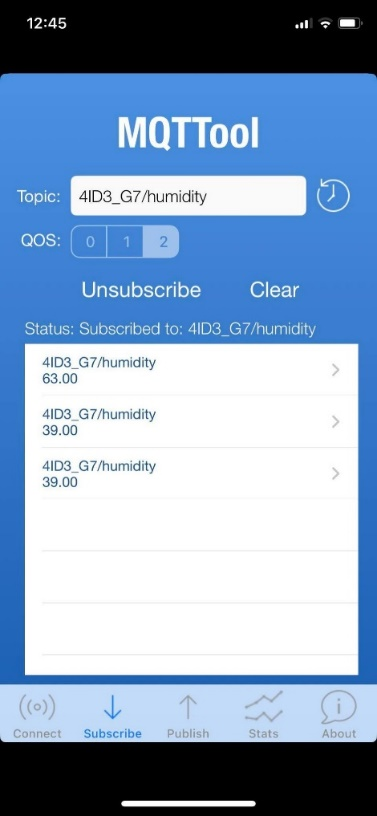 12:45
MQTTool
Topic: 4ID3_G7/humidity
QOS: 0 1 2
Unsubscribe Clear
Status: Subscribed to: 4ID3_G7/humidity
4ID3_G7/humidity
63.00
4ID3_G7/humidity
39.00
4ID3_G7/humidity
39.00
Connect Subscribe Publish Stats About